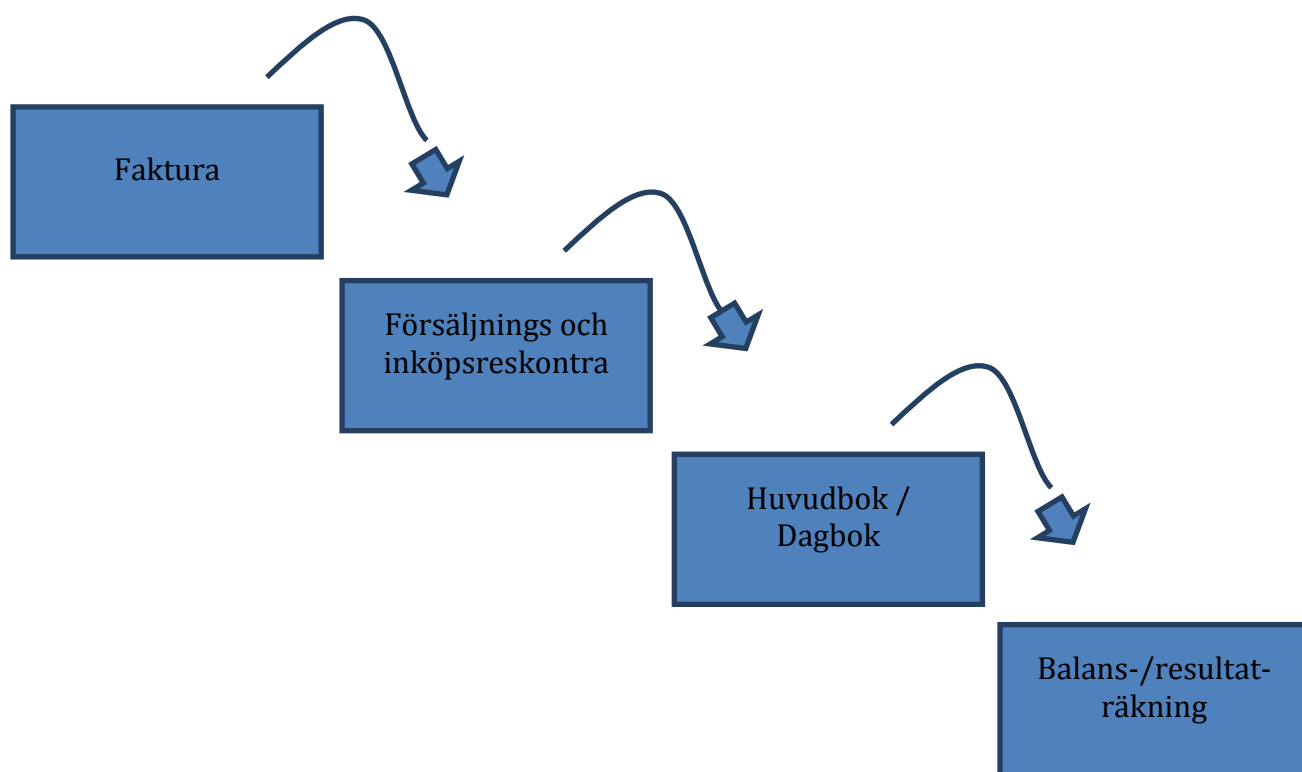 Faktura
Försäljnings och
inköpsreskontra
Huvudbok /
Dagbok
Balans-/resultat-
räkning